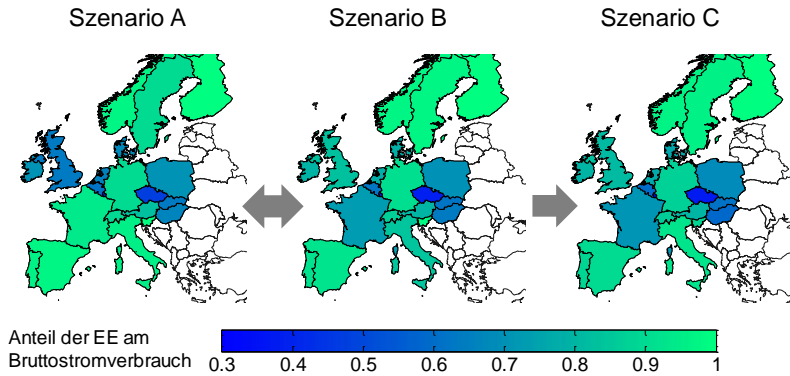 Szenario A
Szenario B
Szenario C
Anteil der EE am
Bruttostromverbrauch
0.3 0.4 0.5 0.6 0.7 0.8 0.9 1